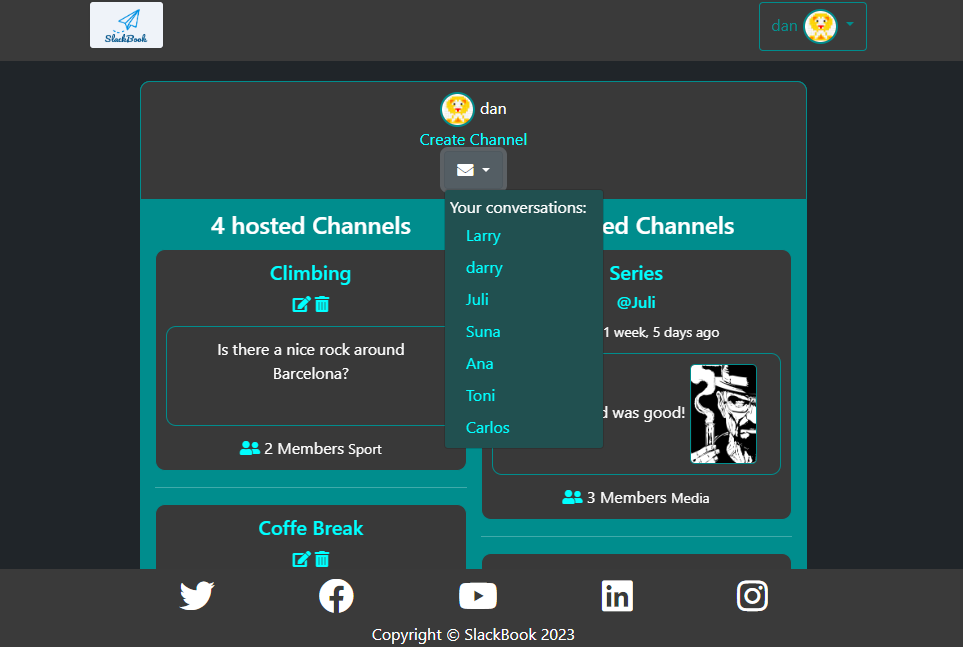 SlackBook
dan
dan
Create Channel
Your conversations:
Larry
darry
Juli
Suna
Ana
Toni
Carlos
4 hosted Channels
Climbing
Is there a nice rock around
Barcelona?
2 Members Sport
Coffe Break
ed Channels
Series
@Juli
1 week, 5 days ago
d was good!
3 Members Media
Copyright © SlackBook 2023